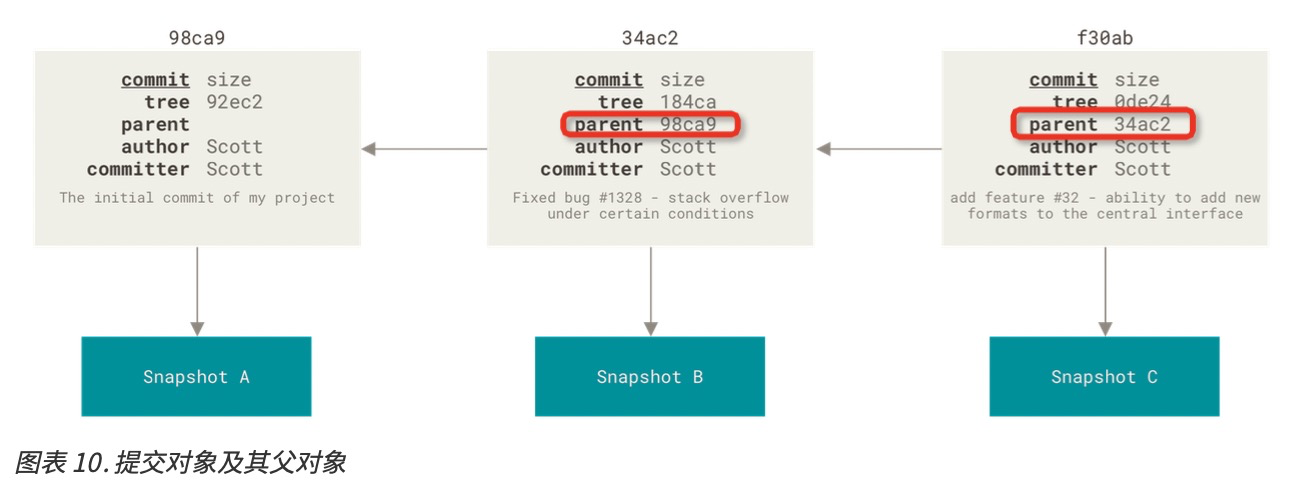 98ca9
commit size
tree 92ec2
parent
author Scott
committer Scott
The initial commit of my project
34ac2
commit size
tree 184ca
parent 98ca9
author Scott
committer Scott
Fixed bug #1328 - stack overflow
under certain conditions
f30ab
commit size
tree 0de24
parent 34ac2
author Scott
committer Scott
add feature #32 - ability to add new
formats to the central interface
Snapshot A
Snapshot B
Snapshot C
图表 10. 提交对象及其父对象